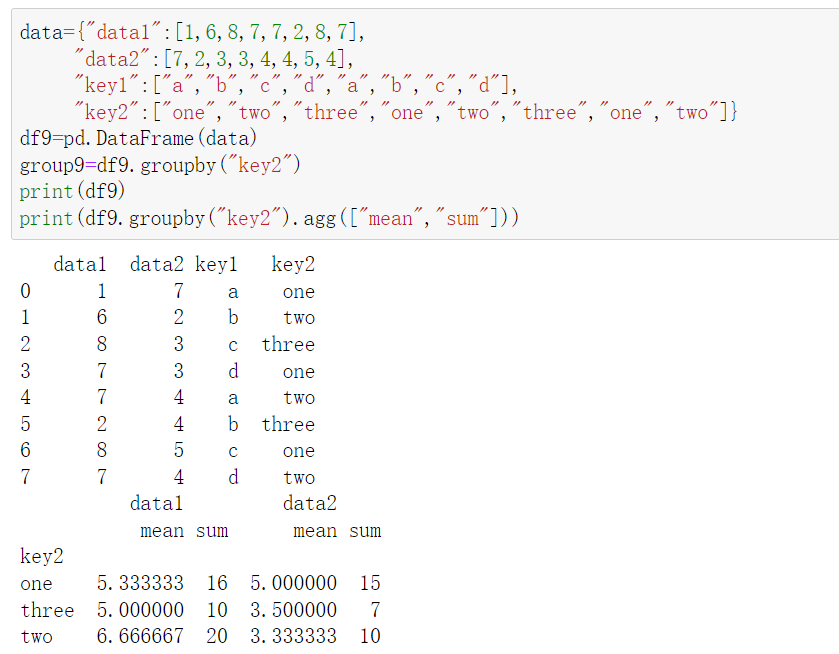 data={"data1":[1,6,8,7,7,2,8,7],
"data2":[7,2,3,3,4,4,5,4],
"key1":["a","b","c","d","a","b","c","d"],
"key2":["one","two","three","one","two","three","one","two"]}
df9=pd.DataFrame(data)
group9=df9.groupby("key2")
print(df9)
print(df9.groupby("key2").agg(["mean","sum"]))
data1 data2 key1 key2
0 1 7 a one
1 6 2 b two
2 8 3 c three
3 7 3 d one
4 7 4 a two
5 2 4 b three
6 8 5 c one
7 7 4 d two
data1 data2
mean sum mean sum
key2
one 5.333333 16 5.000000 15
three 5.000000 10 3.500000 7
two 6.666667 20 3.333333 10